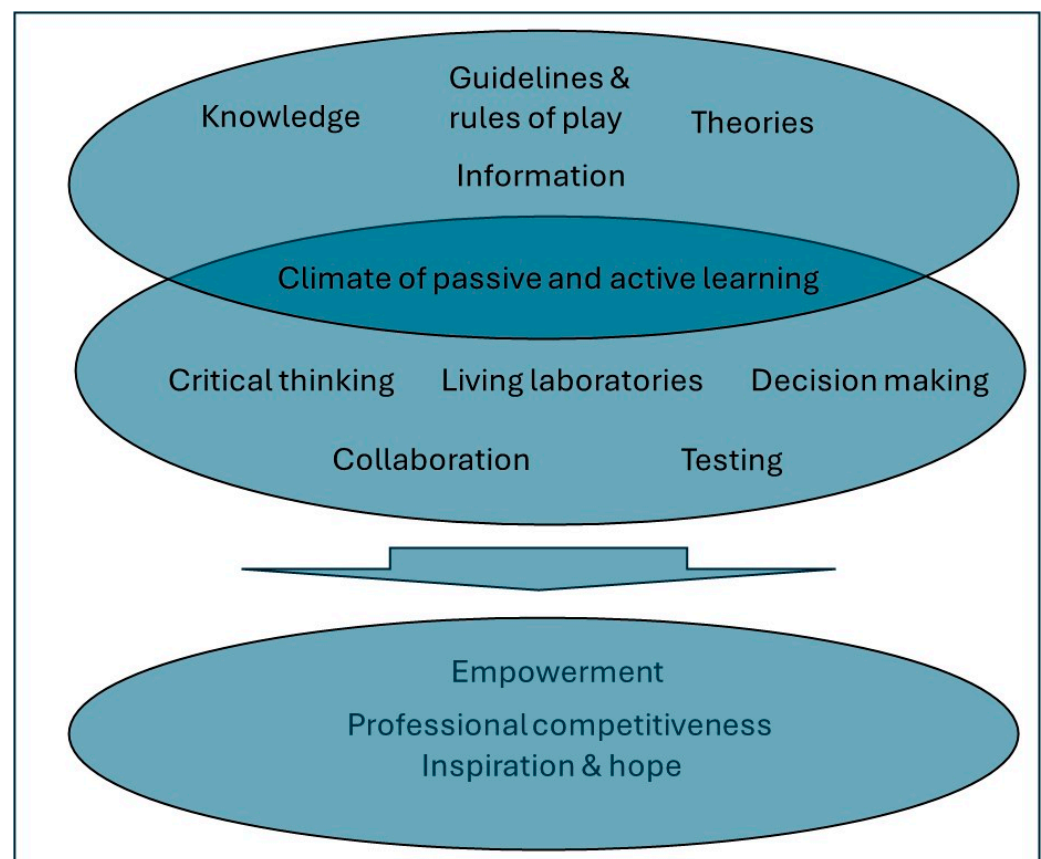 Guidelines &
Knowledge
rules of play
Theories
Information
Climate of passive and active learning
Critical thinking Living laboratories Decision making
Collaboration Testing
Empowerment
Professional competitiveness
Inspiration & hope